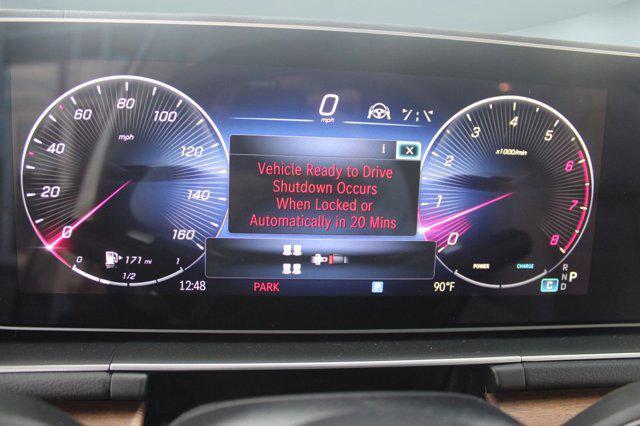 0
mph
i X
Vehicle Ready to Drive
Shutdown Occurs
When Locked or
Automatically in 20 Mins
0 20 40 60 80 100 120 140 160
mph
171 mi
0 1/2 1
0 1 2 3 4 5 6 7 8
x1000/min
POWER CHARGE
12:48 PARK P 90°F C
R
N P
D